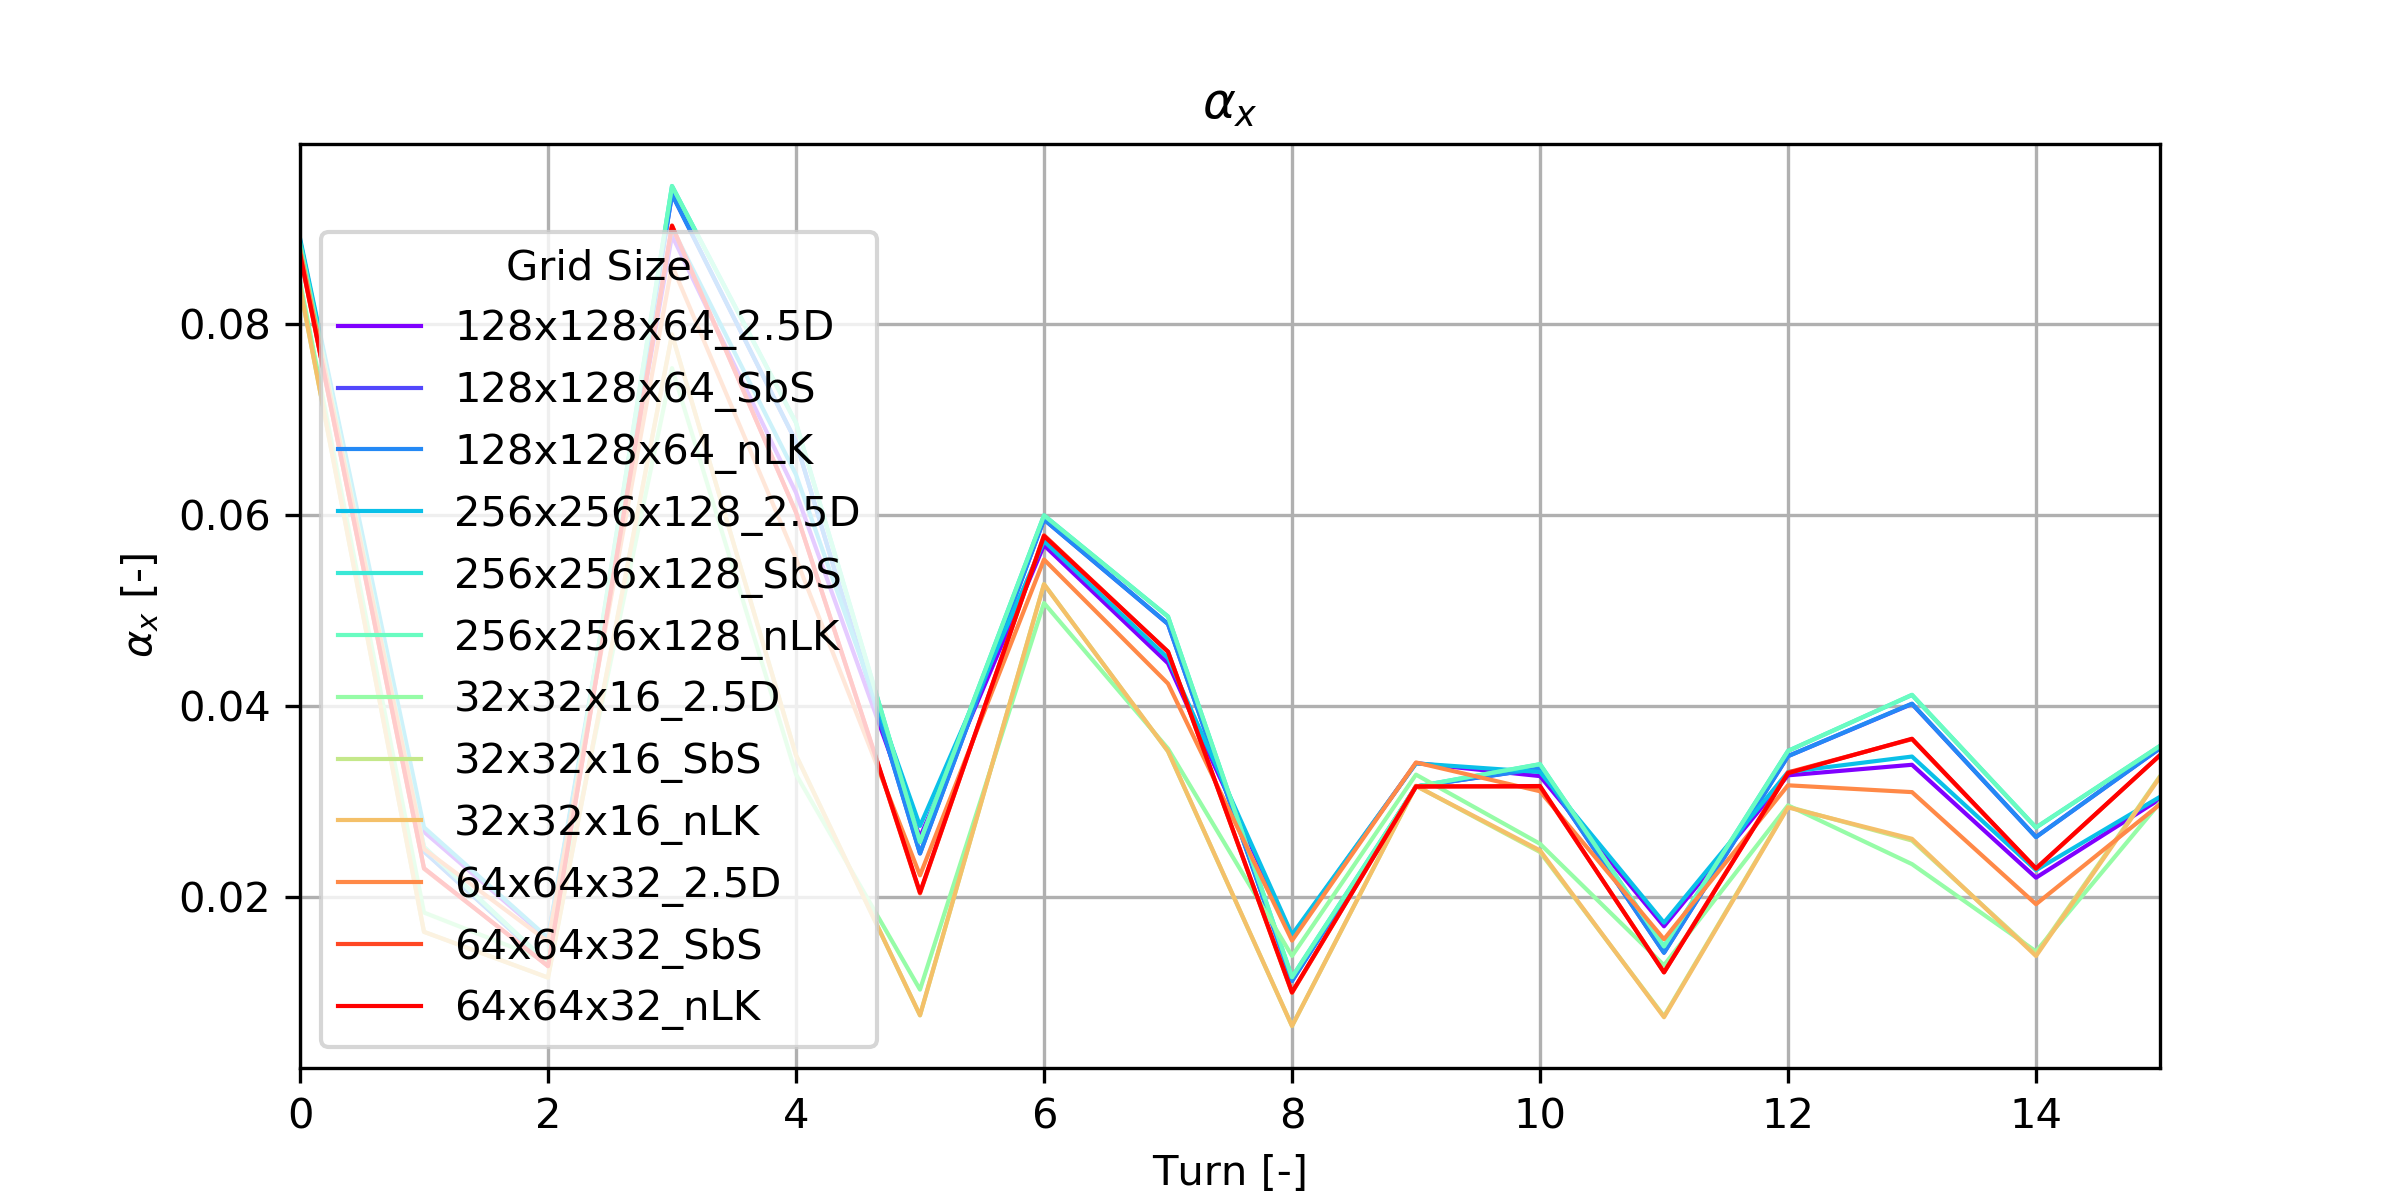 αx
Grid Size
128x128x64_2.5D
128x128x64_SbS
128x128x64_nLK
256x256x128_2.5D
256x256x128_SbS
256x256x128_nLK
32x32x16_2.5D
32x32x16_SbS
32x32x16_nLK
64x64x32_2.5D
64x64x32_SbS
64x64x32_nLK
0.08
0.06
0.04
0.02
αx [-]
0 2 4 6 8 10 12 14
Turn [-]